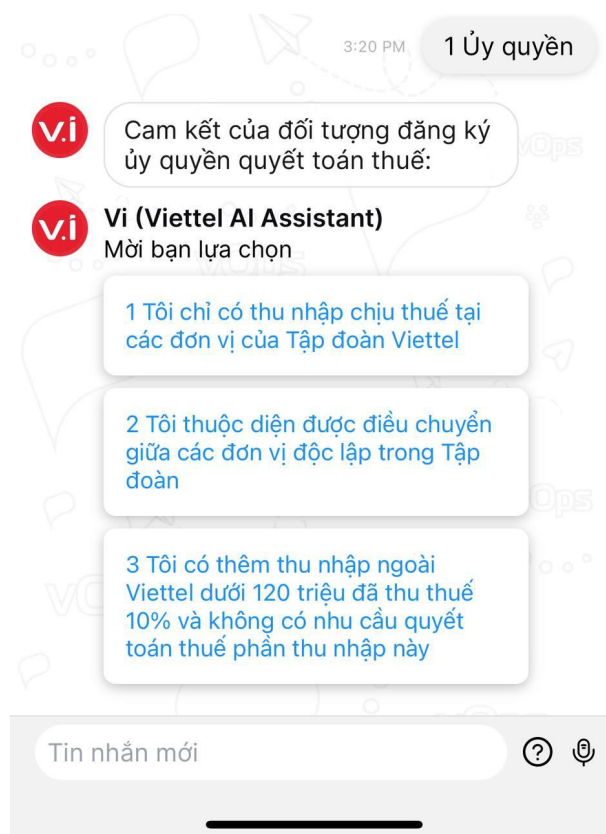 3:20 PM
1 Ủy quyền
V.i
Cam kết của đối tượng đăng ký
ủy quyền quyết toán thuế:
vOps
V.i
Vi (Viettel AI Assistant)
Mời bạn lựa chọn
vOps
1 Tôi chỉ có thu nhập chịu thuế tại
các đơn vị của Tập đoàn Viettel
2 Tôi thuộc diện được điều chuyển
giữa các đơn vị độc lập trong Tập
đoàn
Ops
3 Tôi có thêm thu nhập ngoài
Viettel dưới 120 triệu đã thu thuế
10% và không có nhu cầu quyết
toán thuế phần thu nhập này
Tin nhắn mới